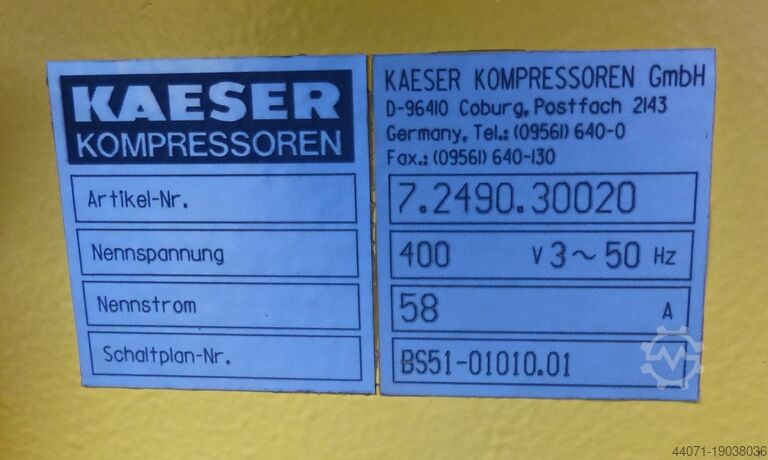 KAESER
KOMPRESSOREN
Artikel-Nr.
Nennspannung
Nennstrom
Schaltplan-Nr.
KAESER KOMPRESSOREN GmbH
D-96410 Coburg, Postfach 2143
Germany, Tel.: (09561) 640-0
Fax.: (09561) 640-130
7.2490.30020
400 V 3~50 Hz
58 A
BS51-01010.01
44071-19038036